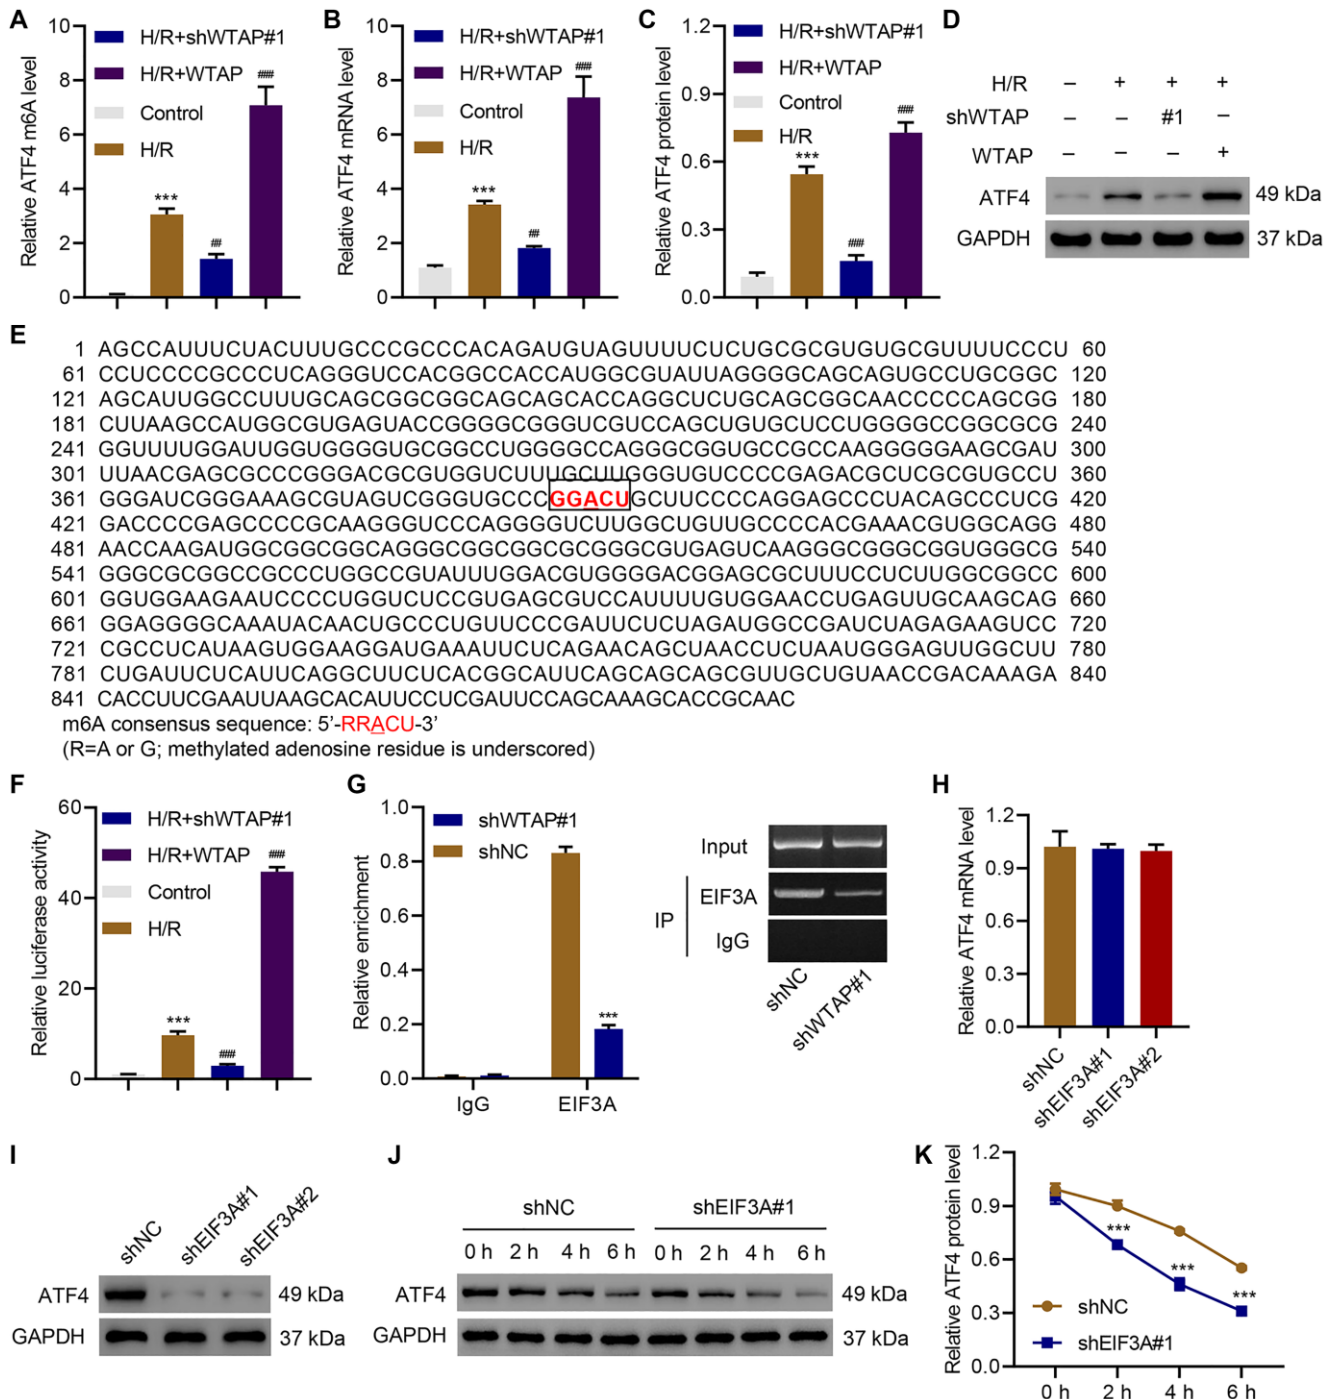 A
Relative ATF4 m6A level
10
8
6
4
2
0
H/R+shWTAP#1
H/R+WTAP
Control
H/R
***
##
###
B
Relative ATF4 mRNA level
10
8
6
4
2
0
H/R+shWTAP#1
H/R+WTAP
Control
H/R
***
##
###
C
Relative ATF4 protein level
1.2
0.9
0.6
0.3
0.0
H/R+shWTAP#1
H/R+WTAP
Control
H/R
***
###
###
D
H/R – + + +
shWTAP – – #1 –
WTAP – – – +
ATF4 49 kDa
GAPDH 37 kDa
E
1 AGCCAUUUCUACUUUGCCCGCCCACAGAUGUAGUUUUCUCUGCGCGUGUGCGUUUUCCCU 60
61 CCUCCCCGCCCUCAGGGUCCACGGCCACCAUGGCGUAUUAGGGGCAGCAGUGCCUGCGGC 120
121 AGCAUUGGCCUUUGCAGCGGCGGCAGCAGCACCAGGCUCUGCAGCGGCAACCCCCAGCGG 180
181 CUUAAGCCAUGGCGUGAGUACCGGGGCGGGUCGUCCAGCUGUGCUCCUGGGGCCGGCGCG 240
241 GGUUUUGGAUUGGUGGGGUGCGGCCUGGGGCCAGGGCGGUGCCGCCAAGGGGGAAGCGAU 300
301 UUAACGAGCGCCCGGGACGCGUGGUCUUUGCUUGGGUGUCCCCGAGACGCUCGCGUGCCU 360
361 GGGAUCGGGAAAGCGUAGUCGGGUGCCCGGACUGCUUCCCCAGGAGCCCUACAGCCCUCG 420
421 GACCCCGAGCCCCGCAAGGGUCCCAGGGGUCUUGGCUGUUGCCCCACGAAACGUGGCAGG 480
481 AACCAAGAUGGCGGCGGCAGGGCGGCGGCGCGGGCGUGAGUCAAGGGCGGGCGGUGGGCG 540
541 GGGCGCGGCCGCCCUGGCCGUAUUUGGACGUGGGGACGGAGCGCUUUCCUCUUGGCGGCC 600
601 GGUGGAAGAAUCCCCUGGUCUCCGUGAGCGUCCAUUUUGUGGAACCUGAGUUGCAAGCAG 660
661 GGAGGGGCAAAUACAACUGCCCUGUUCCCGAUUCUCUAGAUGGCCGAUCUAGAGAAGUCC 720
721 CGCCUCAUAAGUGGAAGGAUGAAAUUCUCAGAACAGCUAACCUCUAAUGGGAGUUGGCUU 780
781 CUGAUUCUCAUUCAGGCUUCUCACGGCAUUCAGCAGCAGCGUUGCUGUAACCGACAAAGA 840
841 CACCUUCGAAUUAAGCACAUUCCUCGAUUCCAGCAAAGCACCGCAAC
m6A consensus sequence: 5'-RRACU-3'
(R=A or G; methylated adenosine residue is underscored)
F
Relative luciferase activity
60
40
20
0
H/R+shWTAP#1
H/R+WTAP
Control
H/R
***
###
###
G
Relative enrichment
1.0
0.8
0.6
0.4
0.2
0.0
shWTAP#1
shNC
***
IgG EIF3A
Input
IP
EIF3A
IgG
shNC
shWTAP#1
H
Relative ATF4 mRNA level
1.2
0.9
0.6
0.3
0.0
shNC
shEIF3A#1
shEIF3A#2
I
shNC
shEIF3A#1
shEIF3A#2
ATF4 49 kDa
GAPDH 37 kDa
J
shNC shEIF3A#1
0 h 2 h 4 h 6 h 0 h 2 h 4 h 6 h
ATF4 49 kDa
GAPDH 37 kDa
K
Relative ATF4 protein level
1.2
0.9
0.6
0.3
0.0
***
***
***
shNC
shEIF3A#1
0 h 2 h 4 h 6 h